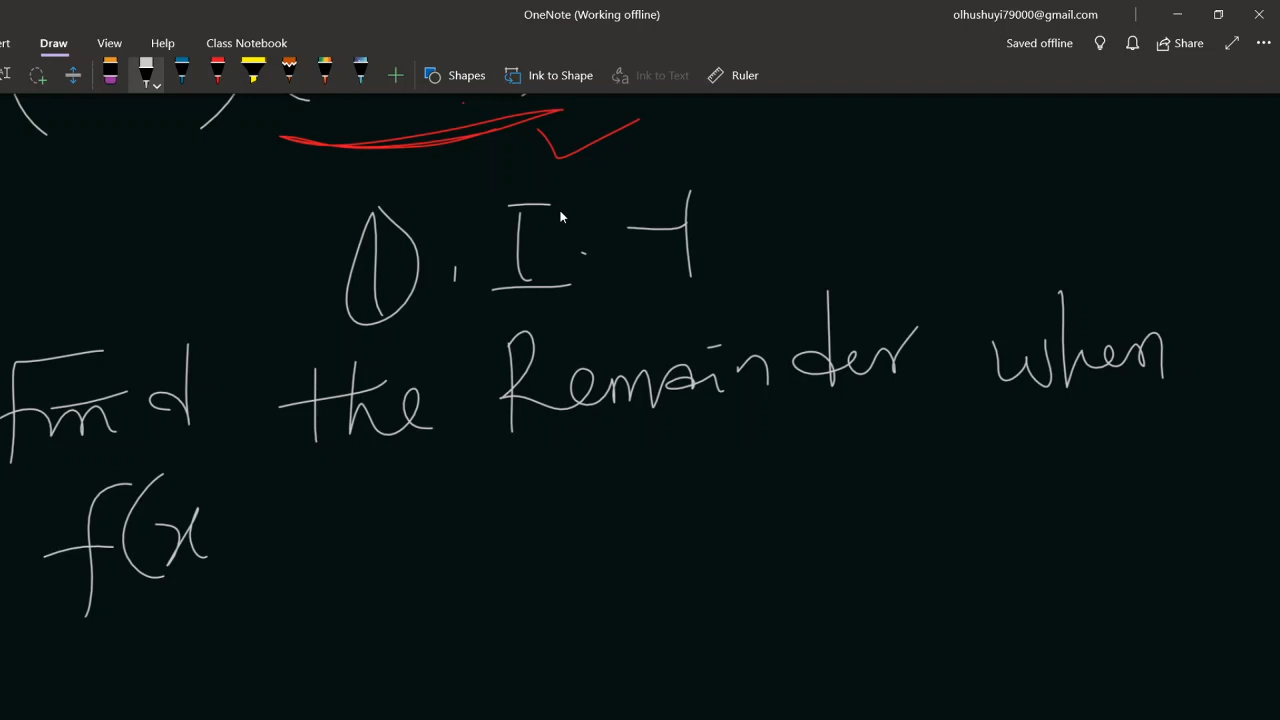 OneNote (Working offline)
olhushuyi79000@gmail.com
rt Draw View Help Class Notebook
Saved offline
Share
Shapes
Ink to Shape
Ink to Text
Ruler
D. I. Y
Find the Remainder when
f(x